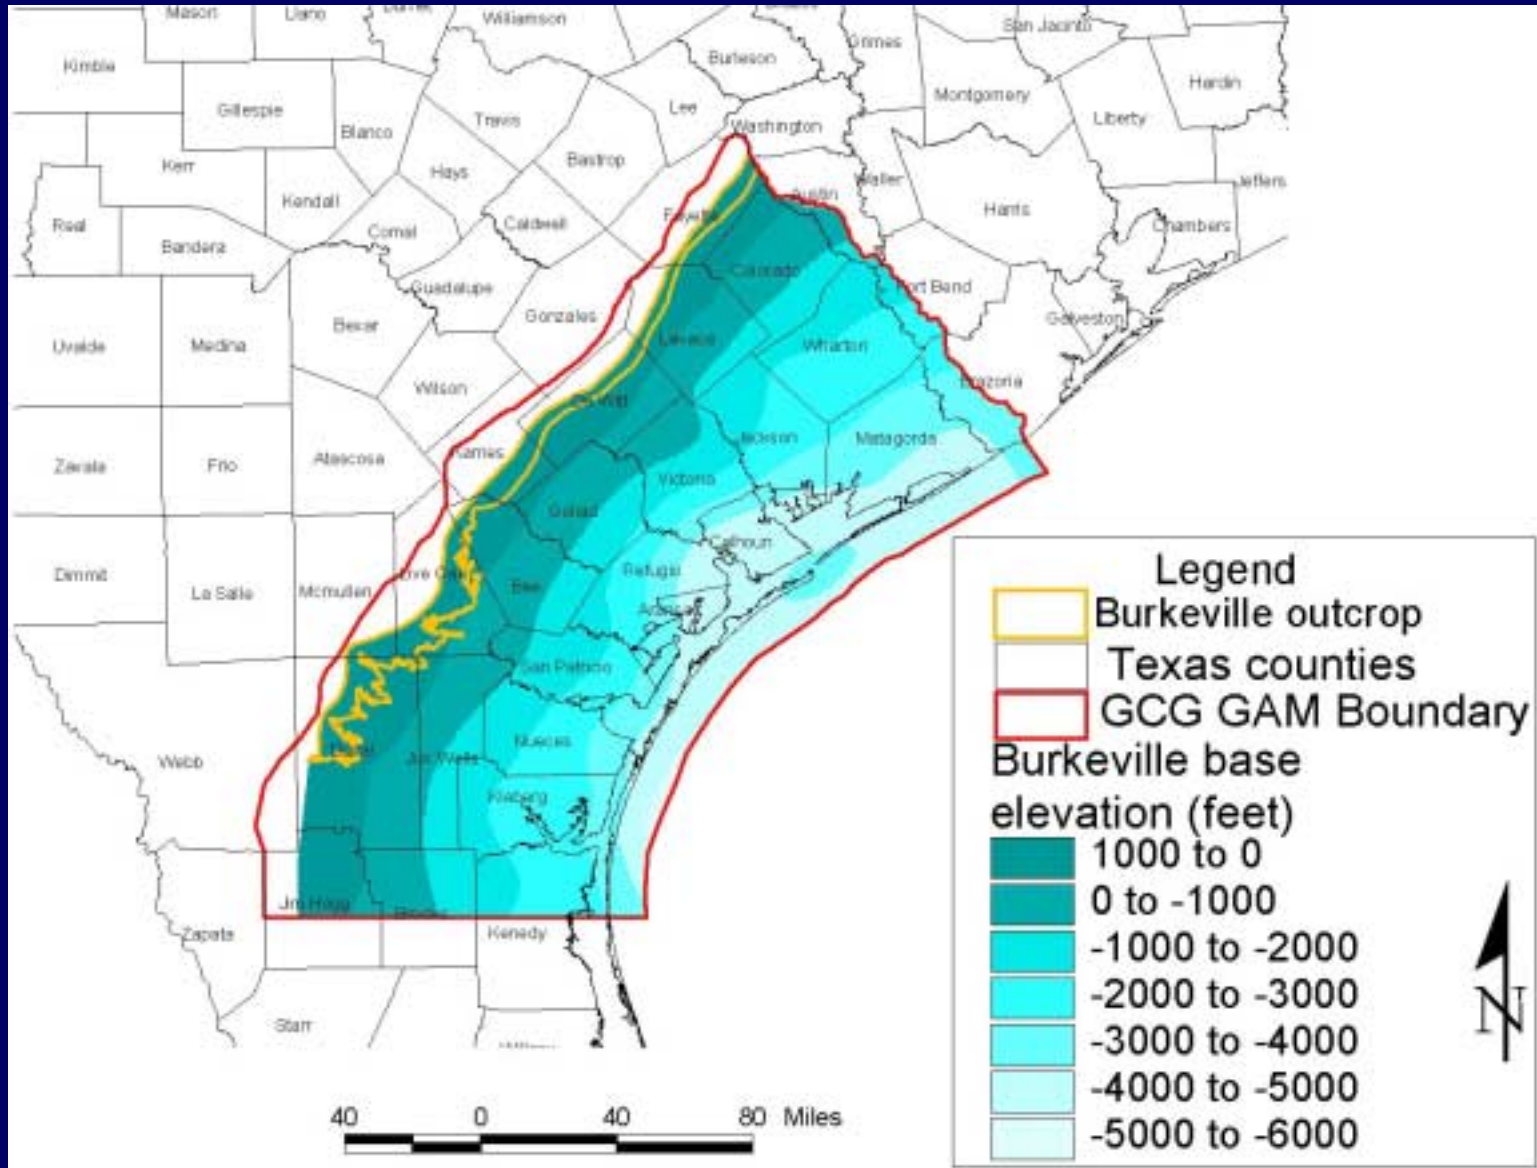 Mason
Llano
Burnet
Williamson
Grimes
San Jacinto
Kimble
Burleson
Hardin
Gillespie
Lee
Montgomery
Liberty
Blanco
Travis
Washington
Kerr
Hays
Bastrop
Jeffers
Kendall
Austin
Waller
Real
Comal
Caldwell
Fayette
Harris
Chambers
Bandera
Guadalupe
Colorado
Fort Bend
Uvalde
Medina
Bexar
Gonzales
Lavaca
Wharton
Galveston
Wilson
De Witt
Brazoria
Zavala
Frio
Atascosa
Karnes
Jackson
Matagorda
Victoria
Goliad
Calhoun
Dimmit
La Salle
Mcmullen
Live Oak
Bee
Refugio
Aransas
San Patricio
Webb
Duval
Jim Wells
Nueces
Kleberg
Jim Hogg
Brooks
Zapata
Kenedy
Starr
Legend
Burkeville outcrop
Texas counties
GCG GAM Boundary
Burkeville base
elevation (feet)
1000 to 0
0 to -1000
-1000 to -2000
-2000 to -3000
-3000 to -4000
-4000 to -5000
-5000 to -6000
N
40 0 40 80 Miles